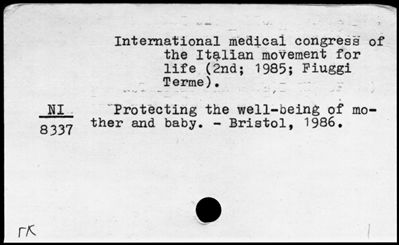 International medical congress of
the Italian movement for
life (2nd; 1985; Fiuggi
Terme).
NI
8337
Protecting the well-being of mo-
ther and baby. - Bristol, 1986.
гк